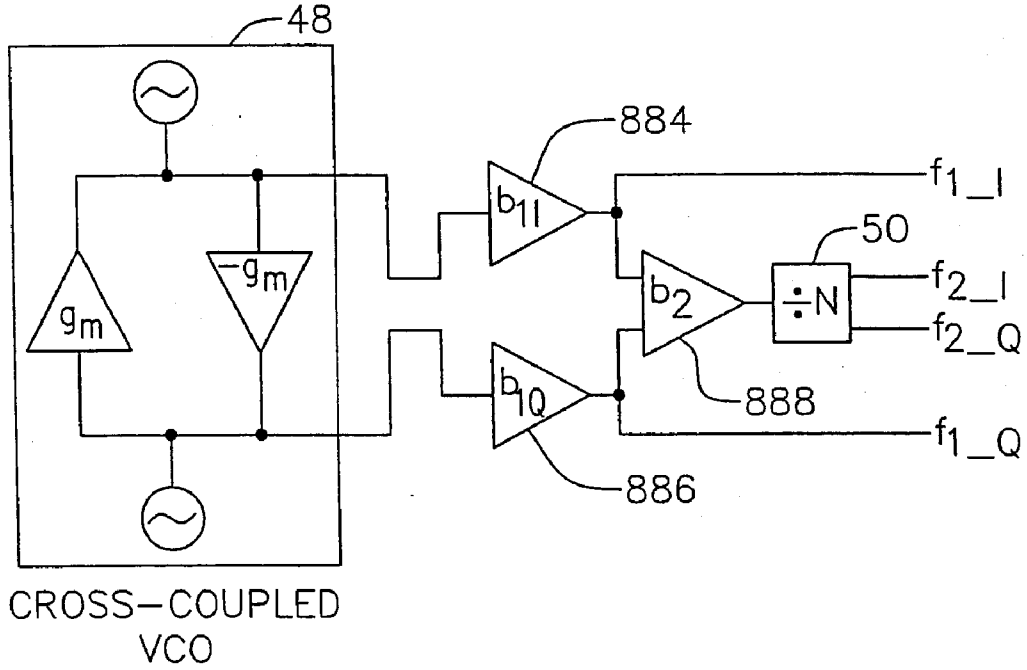 48
884
b1I
f1_I
50
-gm
f2_I
b2
÷N
gm
f2_Q
b1Q
888
f1_Q
886
CROSS-COUPLED
VCO